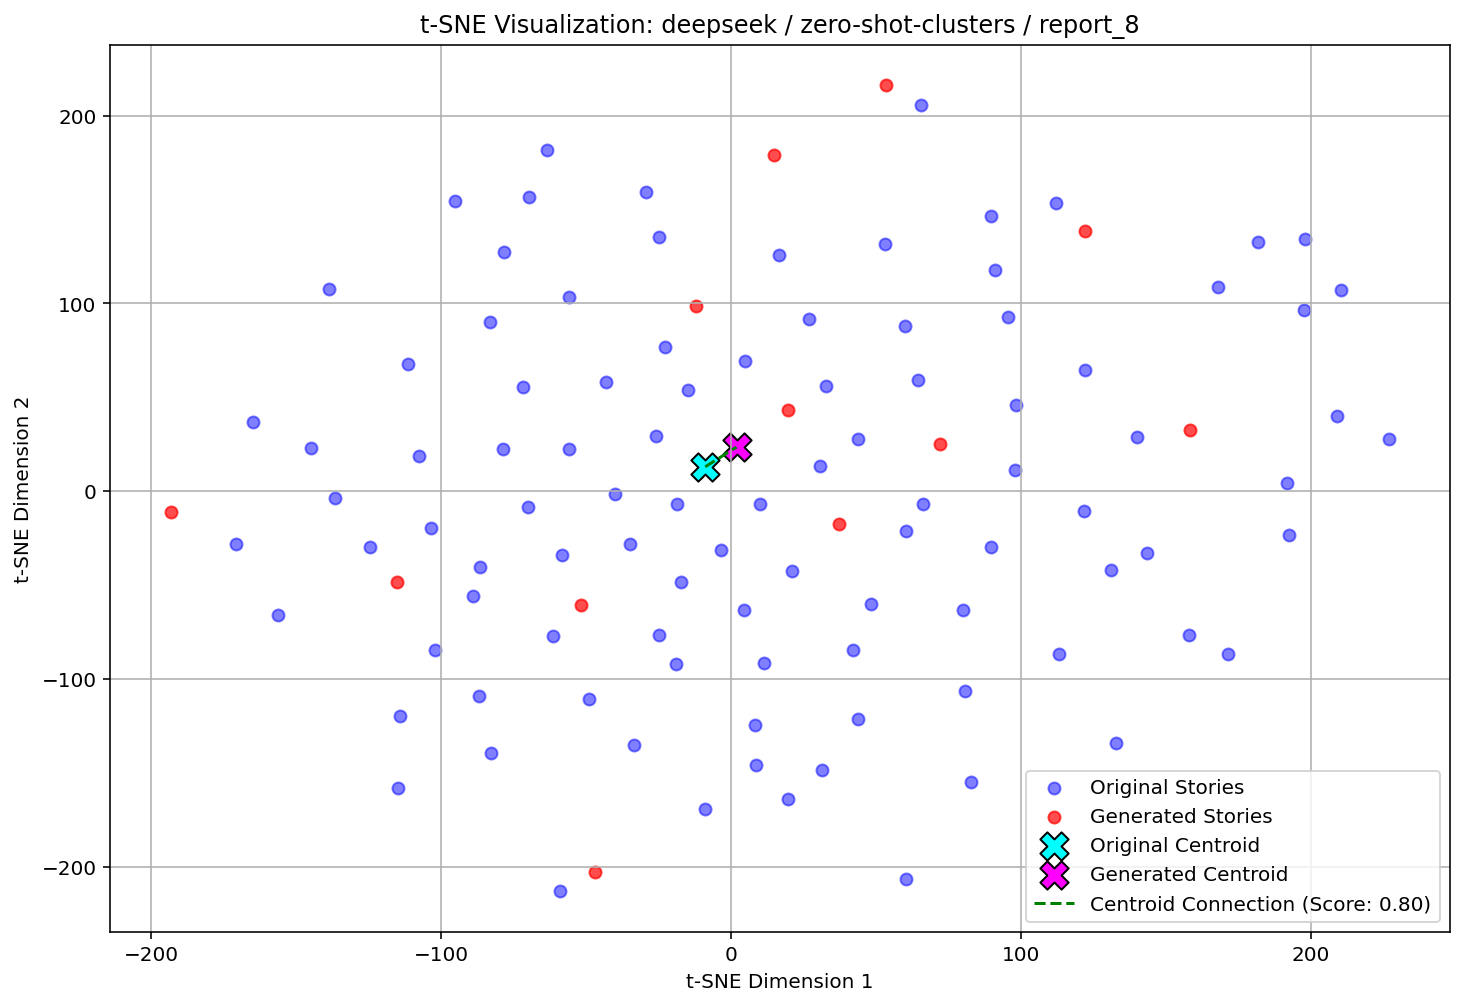 t-SNE Visualization: deepseek / zero-shot-clusters / report_8
200
100
0
−100
−200
t-SNE Dimension 2
−200
−100
0
100
200
t-SNE Dimension 1
Original Stories
Generated Stories
Original Centroid
Generated Centroid
Centroid Connection (Score: 0.80)